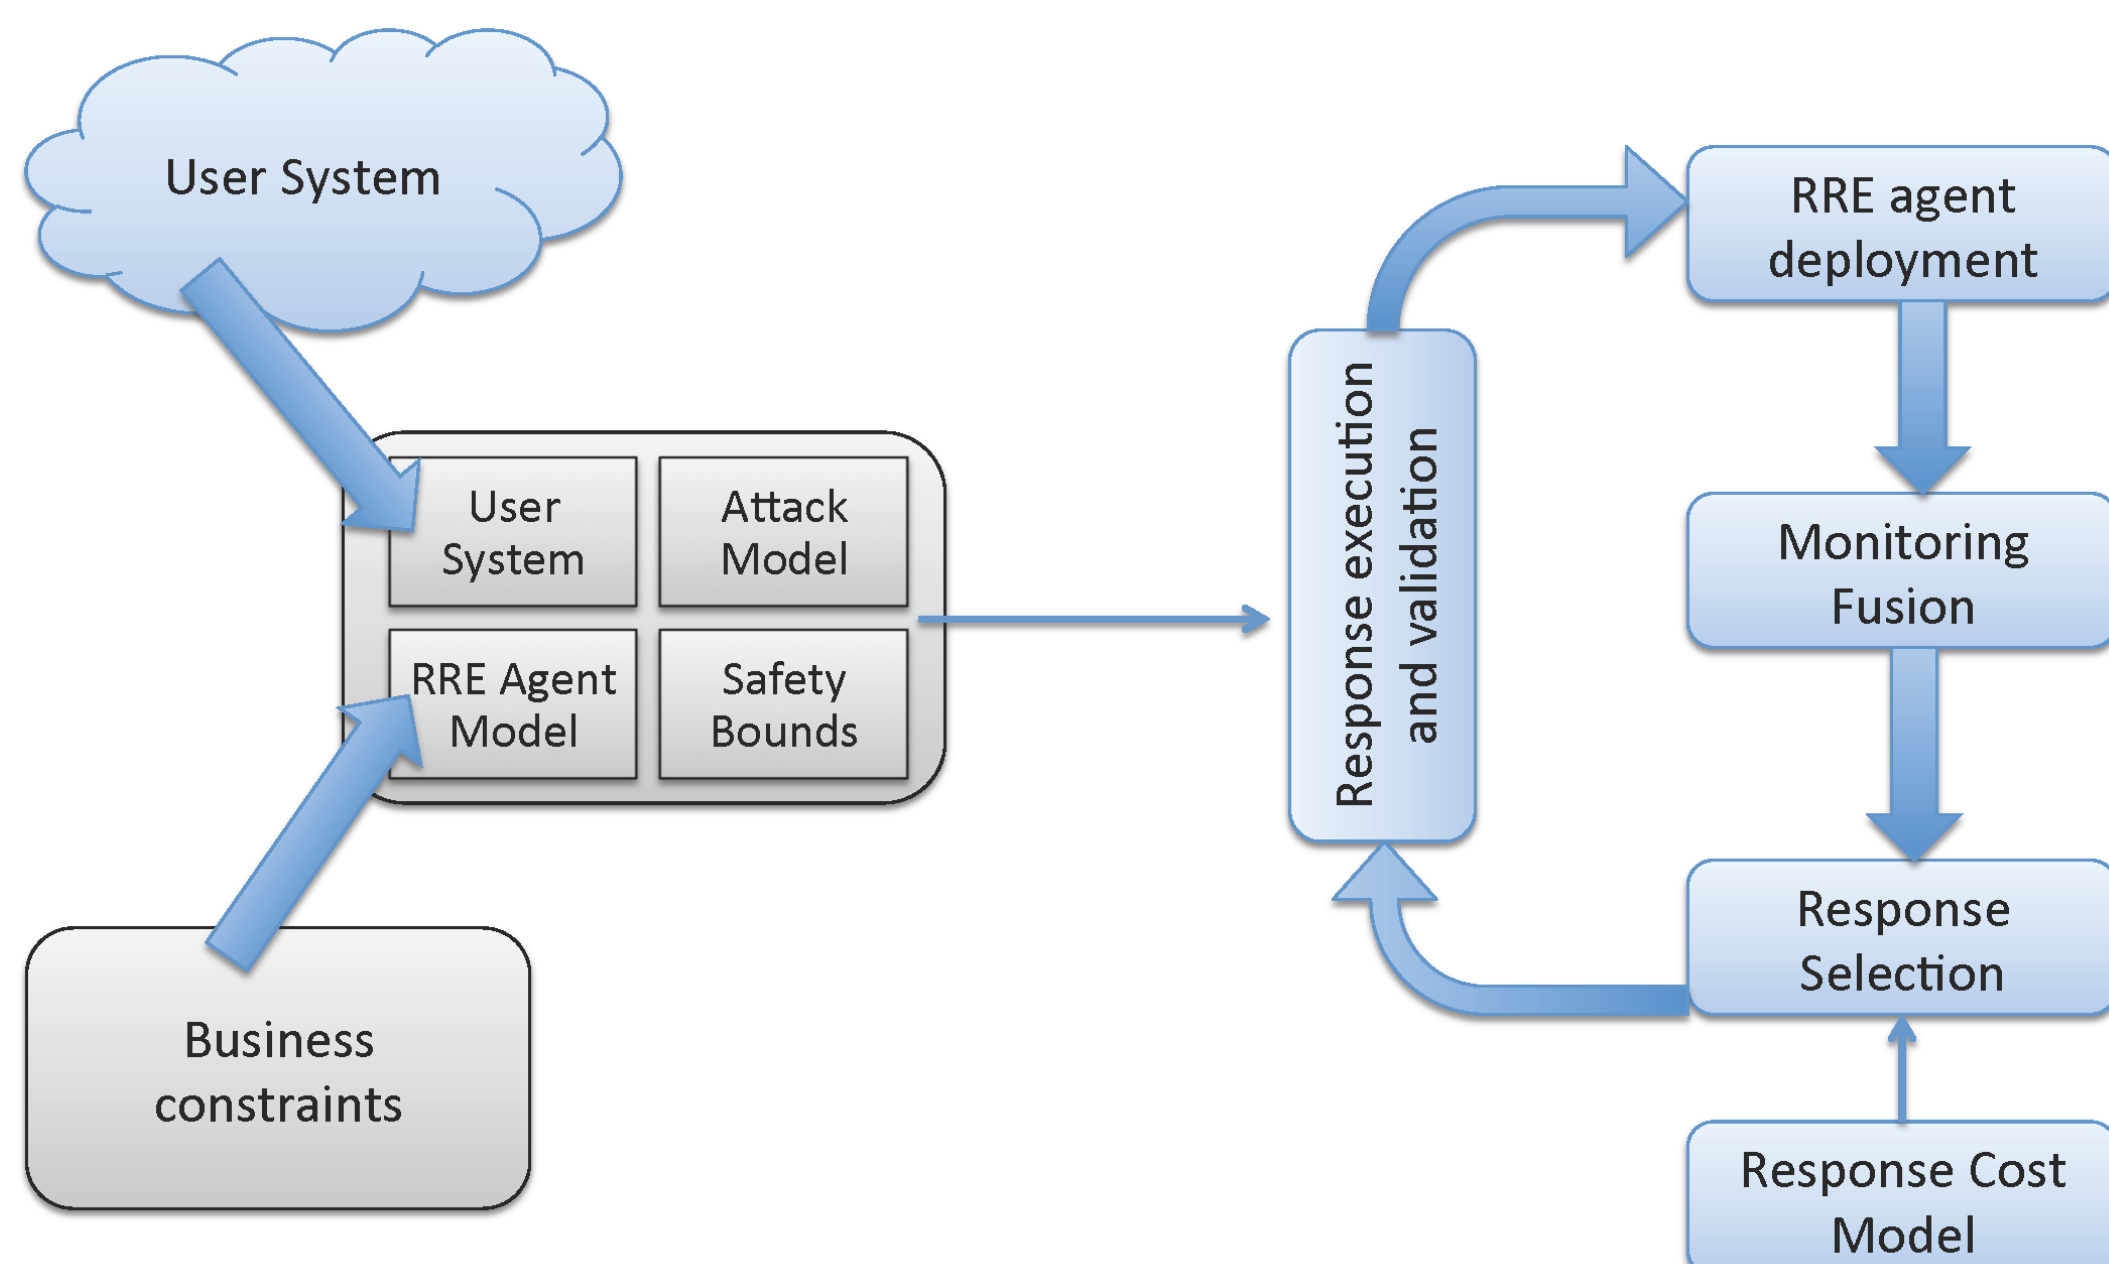 User System
User
System
Attack
Model
RRE Agent
Model
Safety
Bounds
Business
constraints
Response execution
and validation
RRE agent
deployment
Monitoring
Fusion
Response
Selection
Response Cost
Model